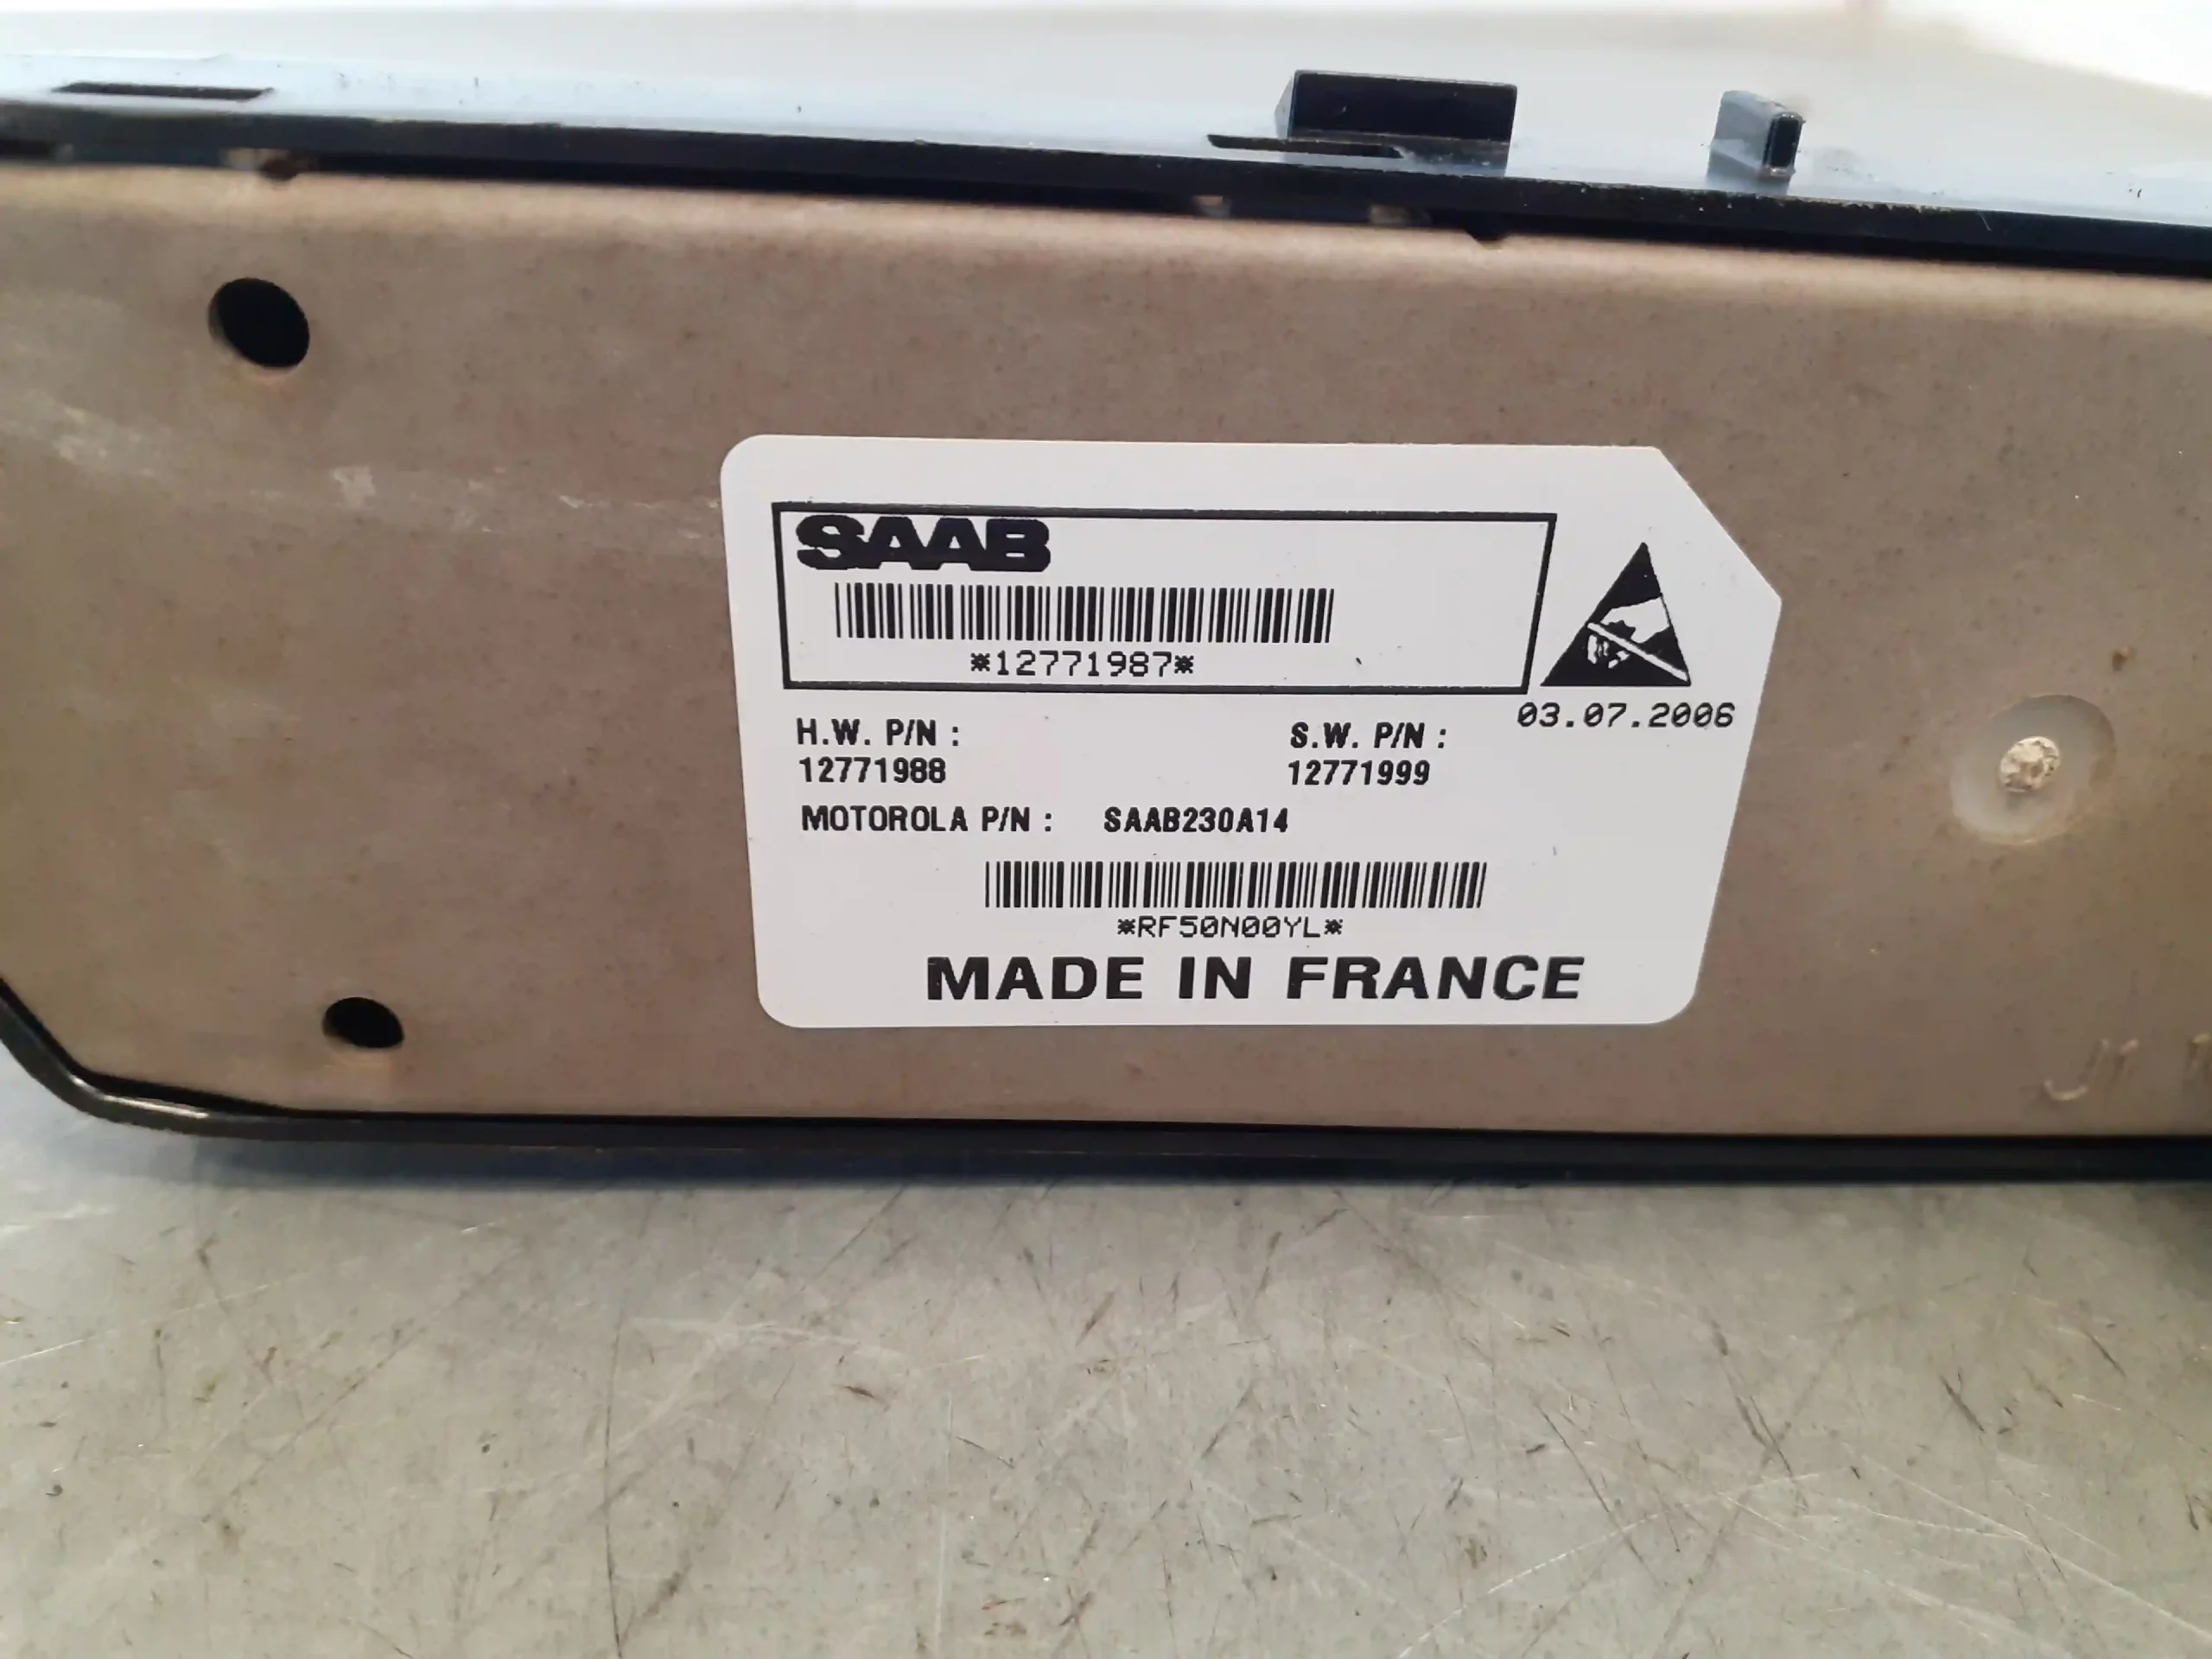 SAAB
*12771987*
03.07.2006
H.W. P/N :
12771988
S.W. P/N :
12771999
MOTOROLA P/N : SAAB230A14
*RF50N00YL*
MADE IN FRANCE